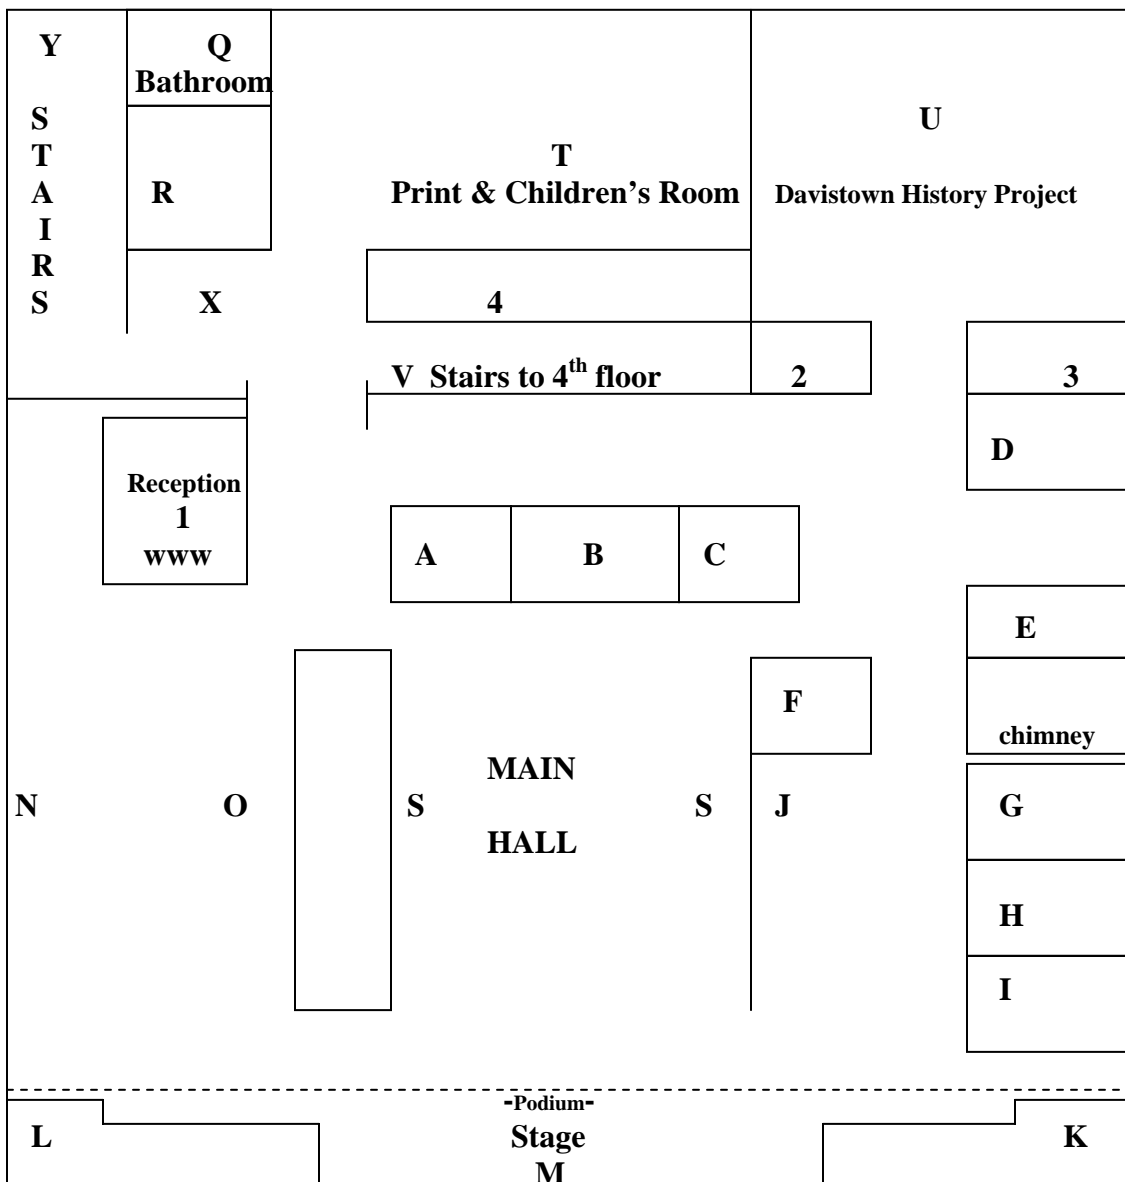 Y
Q
Bathroom
S
T
A
I
R
S
U
T
R
Print & Children's Room
Davistown History Project
X
4
V Stairs to 4th floor
2
3
D
Reception
1
www
A
B
C
E
F
chimney
MAIN
N
O
S
S
J
G
HALL
H
I
-Podium-
L
Stage
K
M